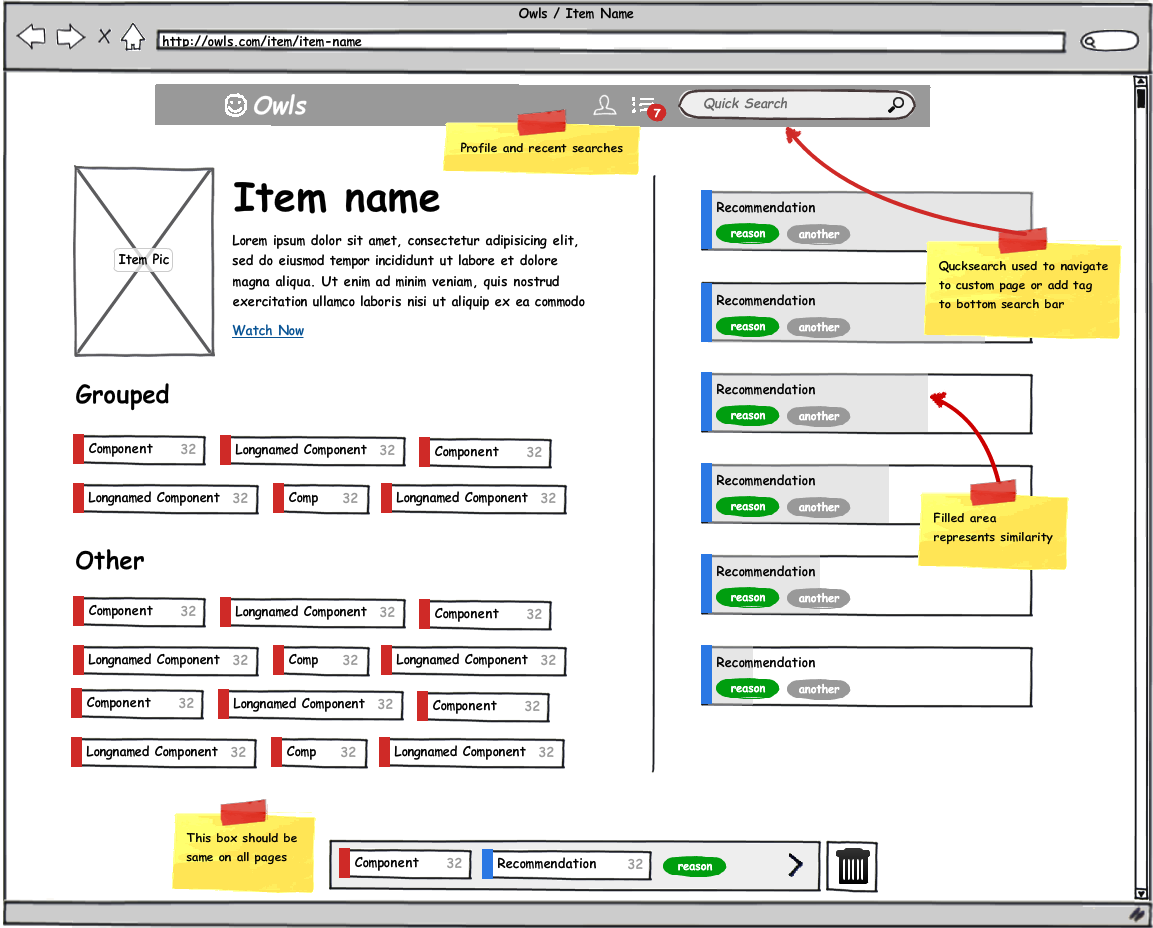 Owls / Item Name
http://owls.com/item/item-name
Owls
7
Quick Search
Profile and recent searches
Item Pic
Item name
Lorem ipsum dolor sit amet, consectetur adipisicing elit,
sed do eiusmod tempor incididunt ut labore et dolore
magna aliqua. Ut enim ad minim veniam, quis nostrud
exercitation ullamco laboris nisi ut aliquip ex ea commodo
Watch Now
Grouped
Component 32 Longnamed Component 32 Component 32
Longnamed Component 32 Comp 32 Longnamed Component 32
Other
Component 32 Longnamed Component 32 Component 32
Longnamed Component 32 Comp 32 Longnamed Component 32
Component 32 Longnamed Component 32 Component 32
Longnamed Component 32 Comp 32 Longnamed Component 32
Recommendation
reason another
Qucksearch used to navigate
to custom page or add tag
to bottom search bar
Recommendation
reason another
Recommendation
reason another
Recommendation
reason another
Filled area
represents similarity
Recommendation
reason another
Recommendation
reason another
This box should be
same on all pages
Component 32 Recommendation 32 reason